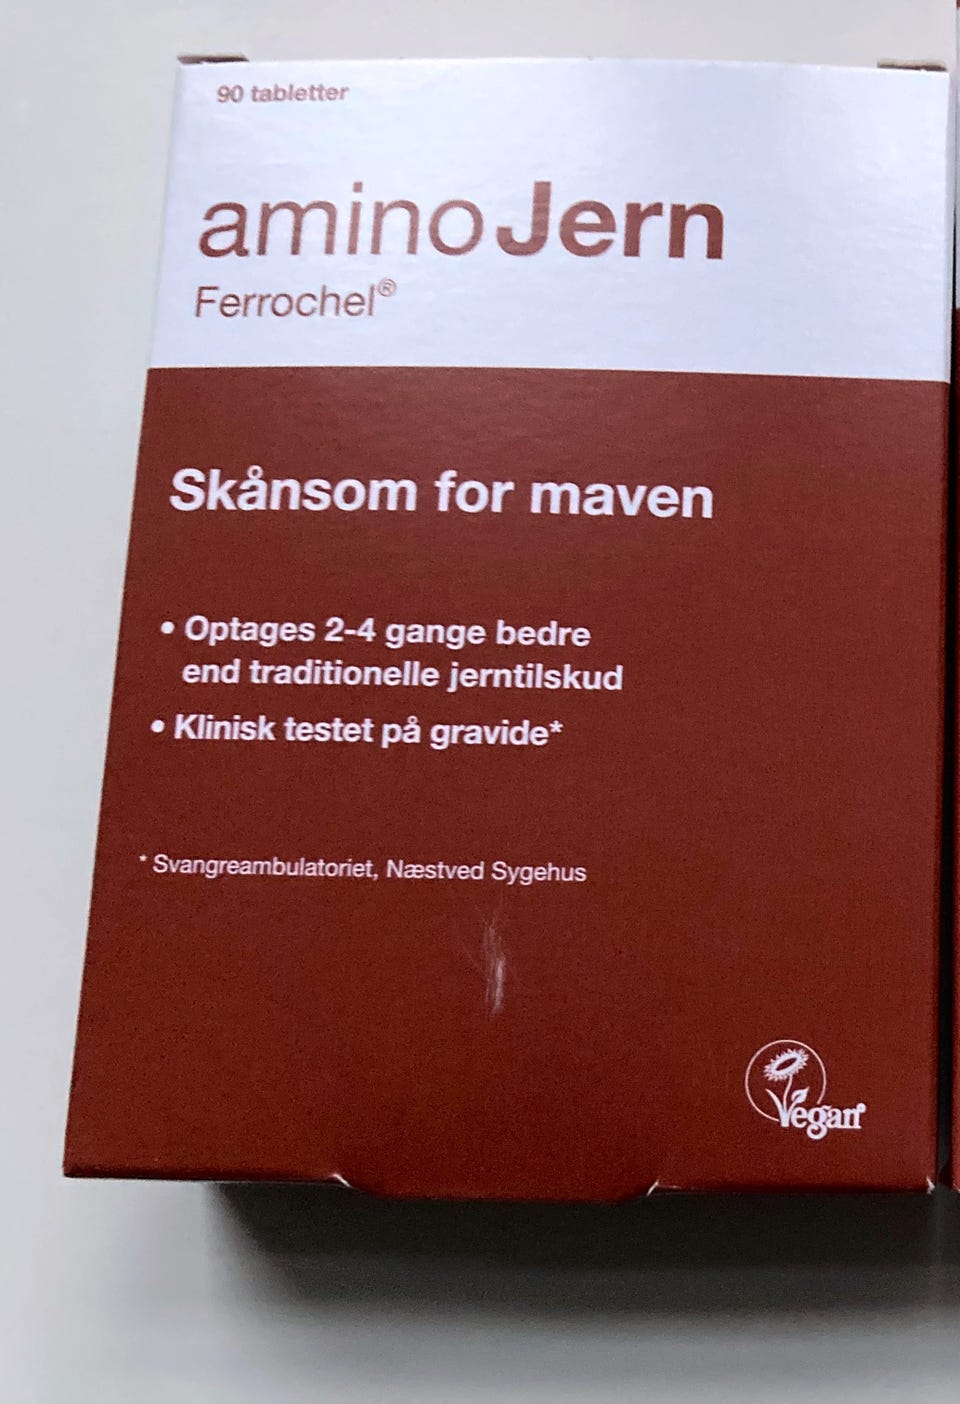 90 tabletter
aminoJern
Ferrochel®
Skånsom for maven
• Optages 2-4 gange bedre
end traditionelle jerntilskud
• Klinisk testet på gravide*
* Svangreambulatoriet, Næstved Sygehus
Vegan